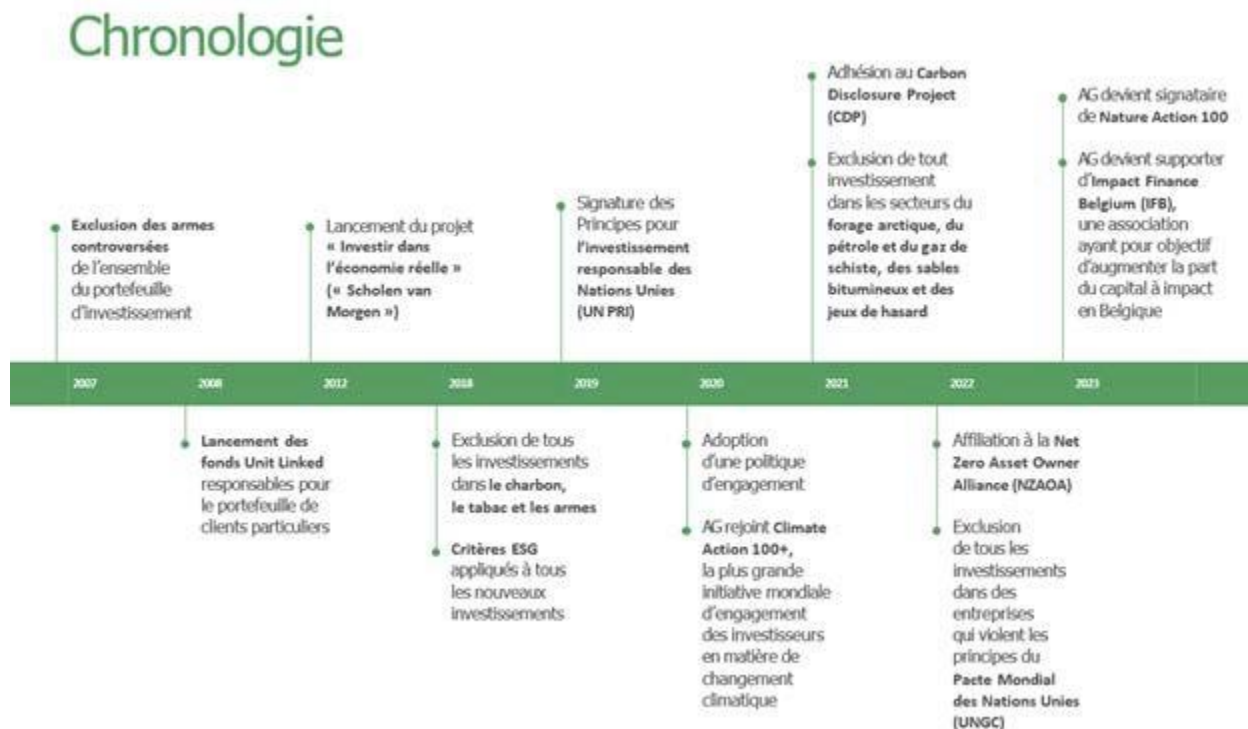 Chronologie
Adhésion au Carbon
Disclosure Project
(CDP)
Exclusion de tout
investissement
dans les secteurs du
forage arctique, du
pétrole et du gaz de
schiste, des sables
bitumineux et des
jeux de hasard
AG devient signataire
de Nature Action 100
AG devient supporter
d'Impact Finance
Belgium (IFB),
une association
ayant pour objectif
d'augmenter la part
du capital à impact
en Belgique
Signature des
Principes pour
l'investissement
responsable des
Nations Unies
(UN PRI)
Exclusion des armes
controversées
de l'ensemble
du portefeuille
d'investissement
Lancement du projet
« Investir dans
l'économie réelle »
(« Scholen van
Morgen »)
2007 2008 2012 2018 2019 2020 2021 2022 2023
Lancement des
fonds Unit Linked
responsables pour
le portefeuille de
clients particuliers
Exclusion de tous
les investissements
dans le charbon,
le tabac et les armes
Critères ESG
appliqués à tous
les nouveaux
investissements
Adoption
d'une politique
d'engagement
AG rejoint Climate
Action 100+,
la plus grande
initiative mondiale
d'engagement
des investisseurs
en matière de
changement
climatique
Affiliation à la Net
Zero Asset Owner
Alliance (NZAOA)
Exclusion
de tous les
investissements
dans des
entreprises
qui violent les
principes du
Pacte Mondial
des Nations Unies
(UNGC)